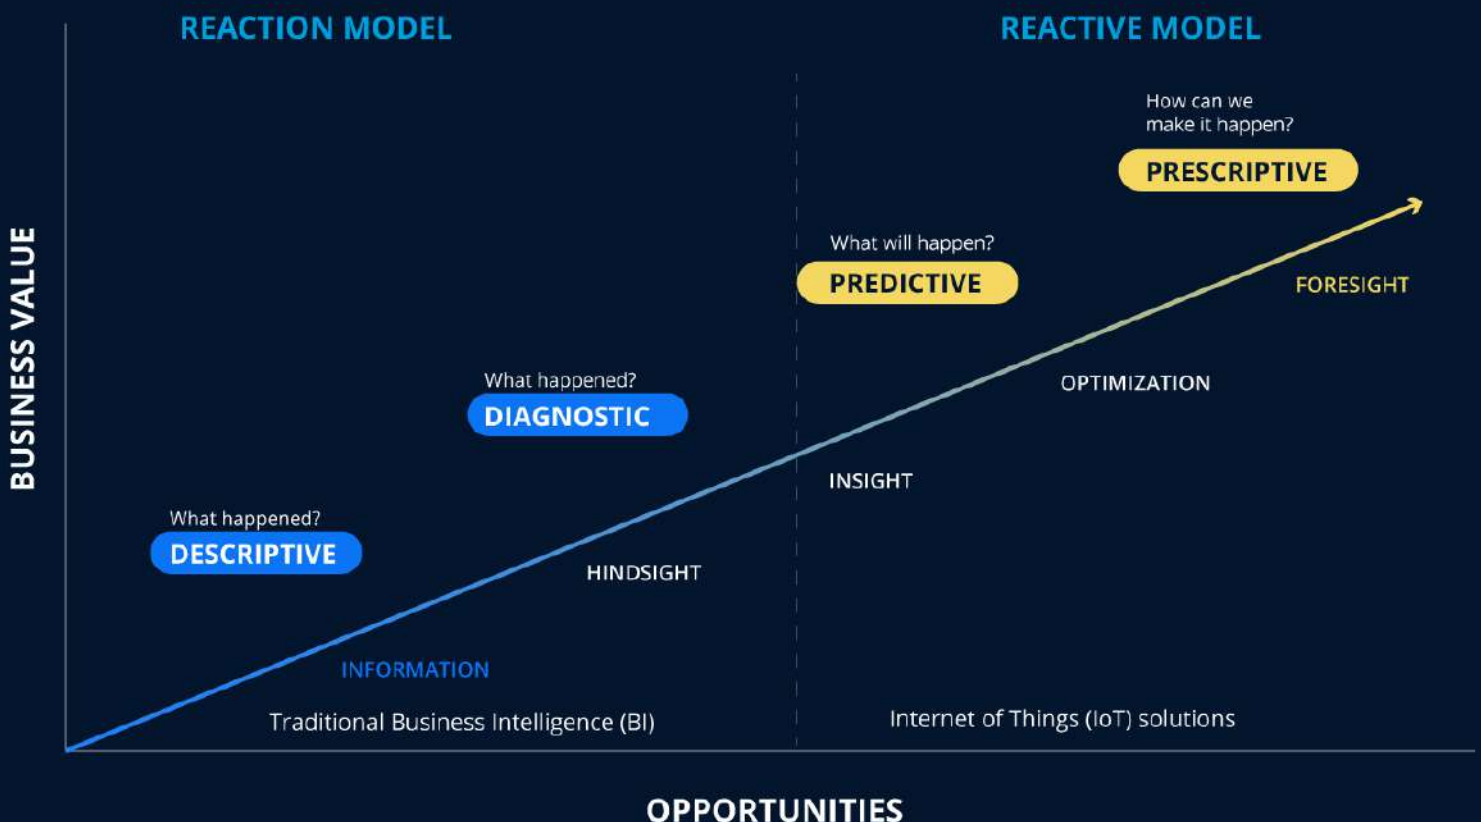 REACTION MODEL
REACTIVE MODEL
How can we
make it happen?
PRESCRIPTIVE
What will happen?
PREDICTIVE
FORESIGHT
What happened?
DIAGNOSTIC
OPTIMIZATION
INSIGHT
What happened?
DESCRIPTIVE
HINDSIGHT
INFORMATION
Traditional Business Intelligence (BI)
Internet of Things (IoT) solutions
BUSINESS VALUE
OPPORTUNITIES